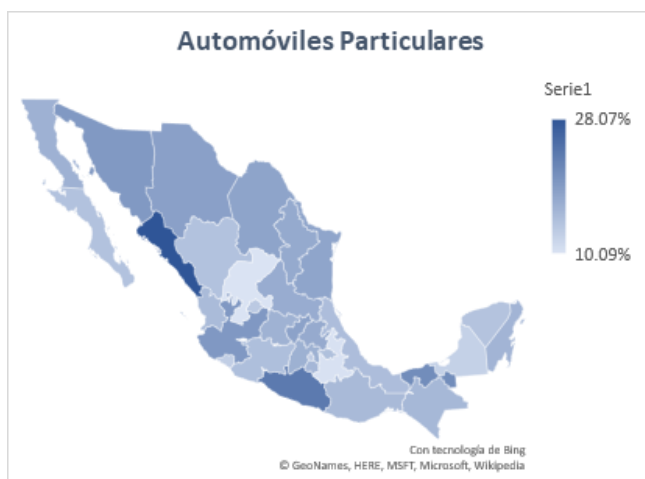 Automóviles Particulares
Serie1
28.07%
10.09%
Con tecnología de Bing
© GeoNames, HERE, MSFT, Microsoft, Wikipedia